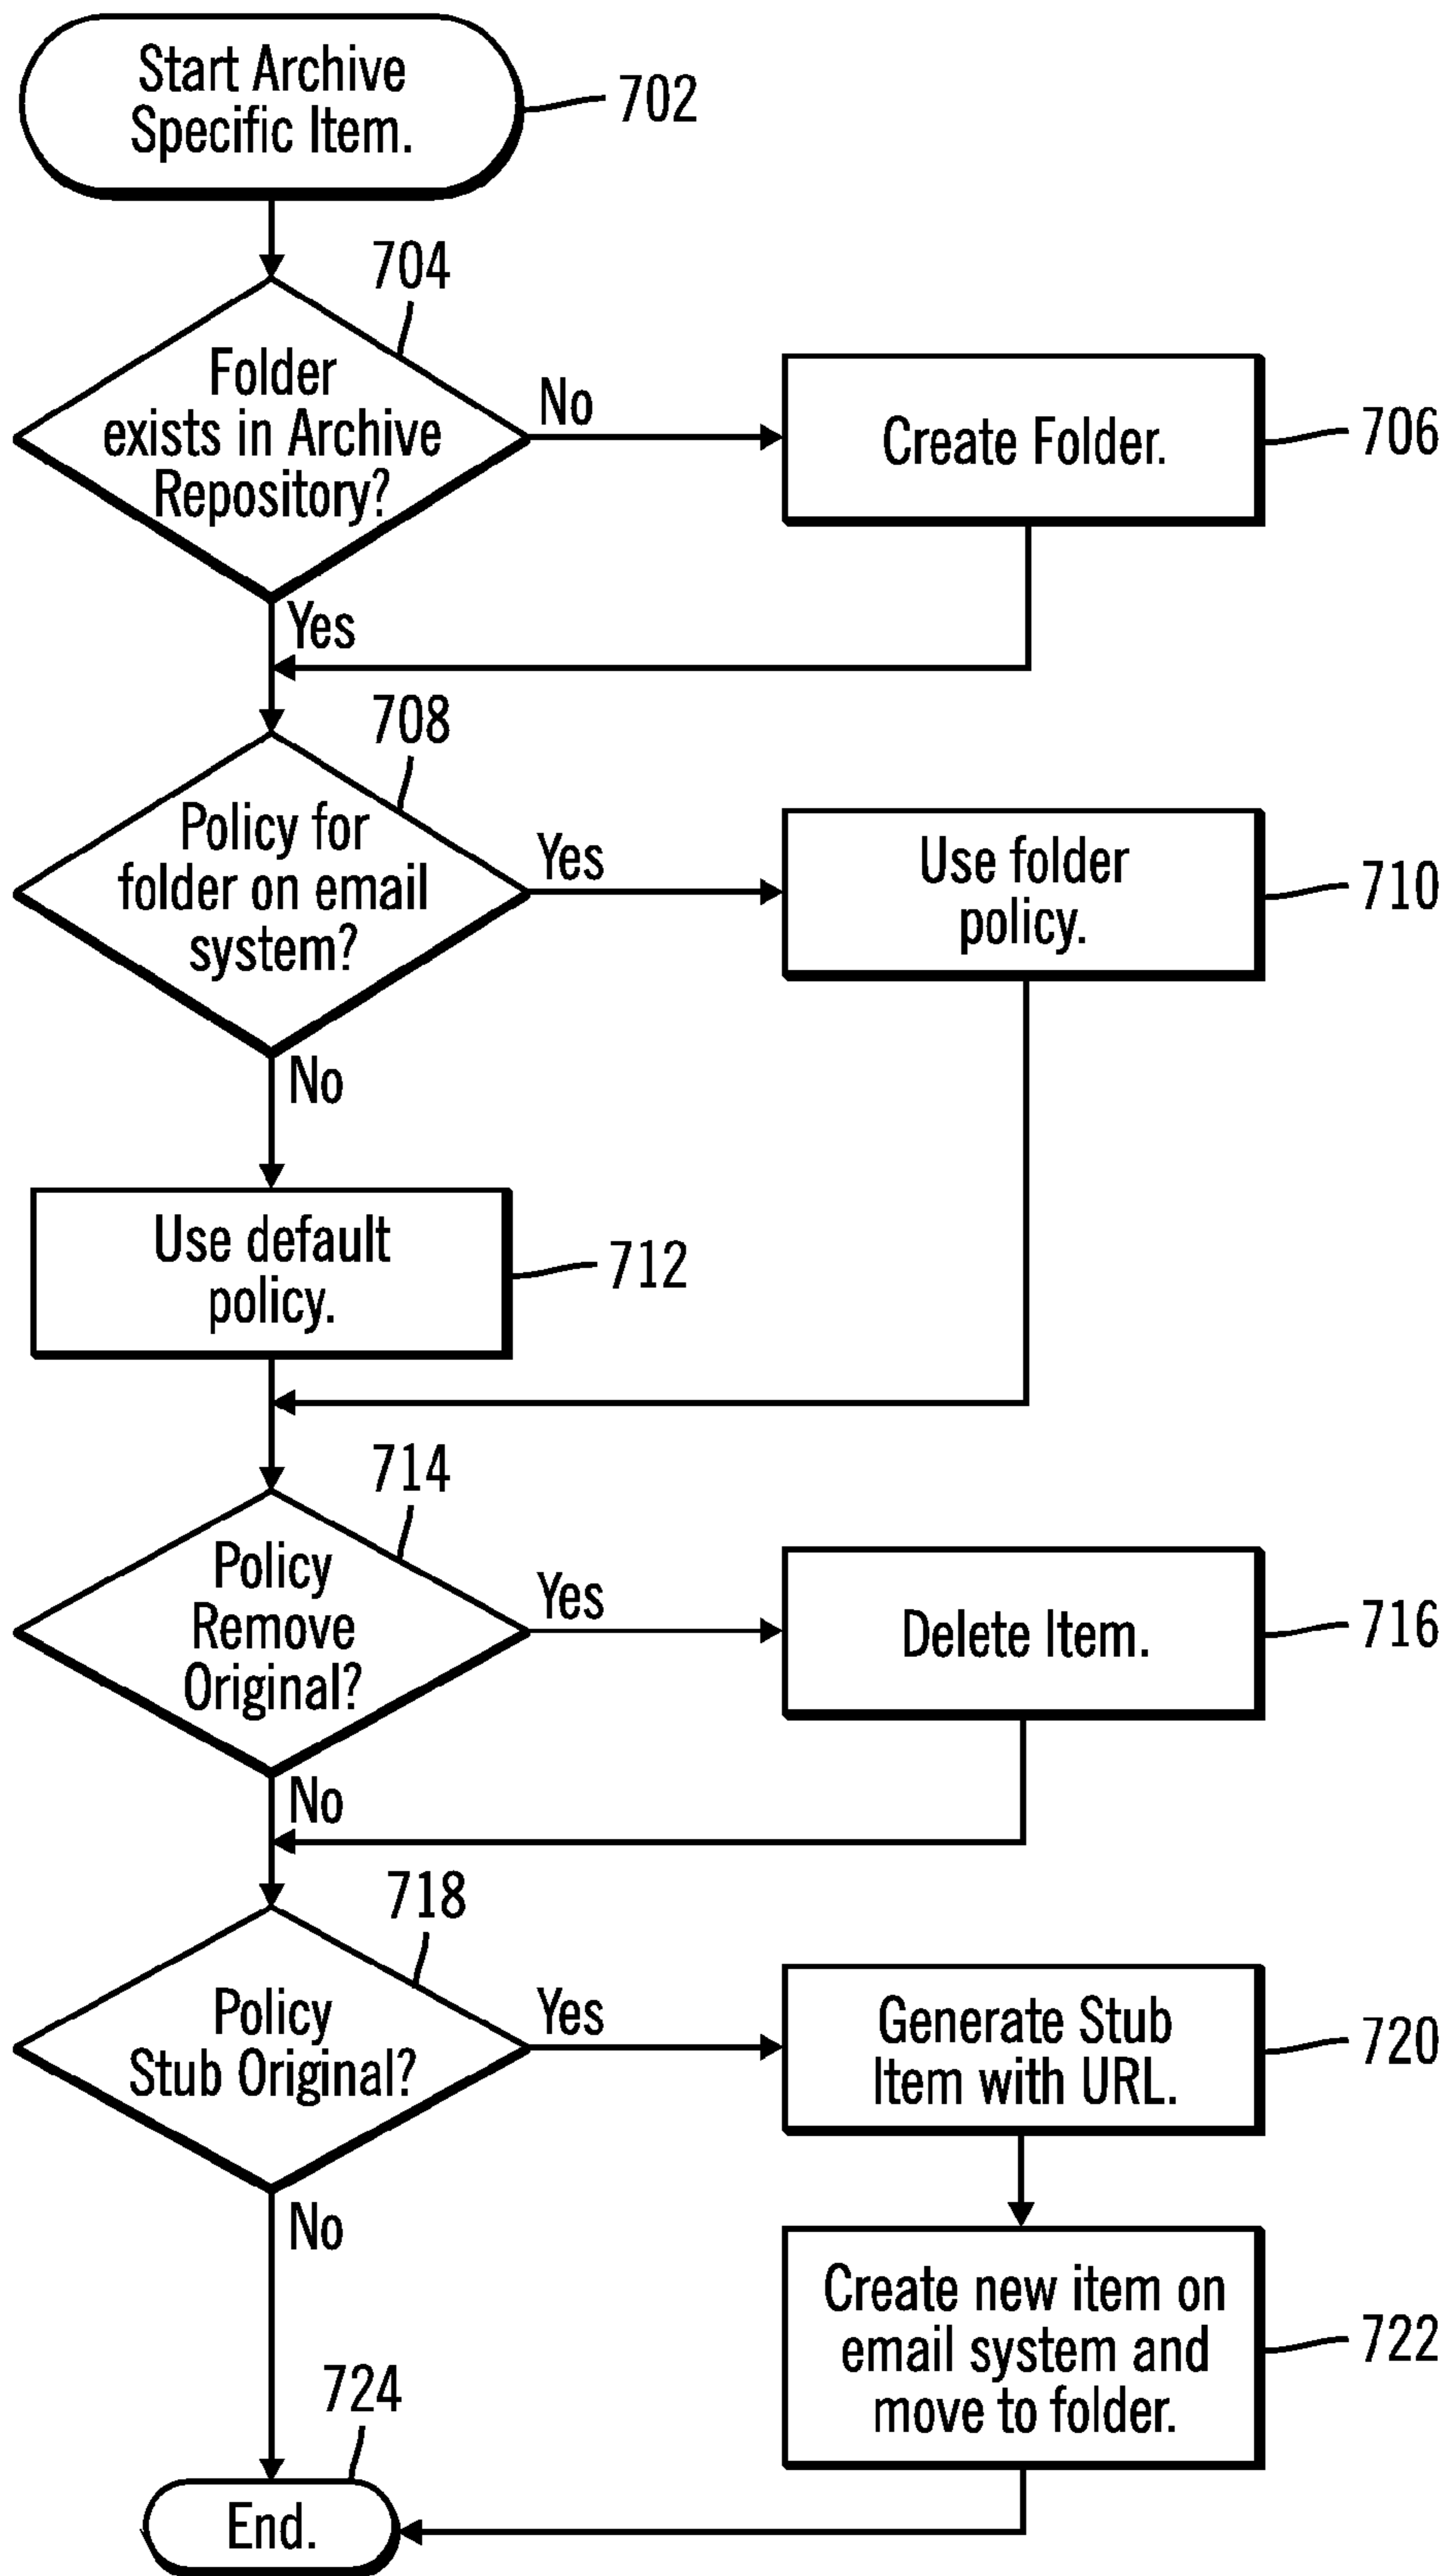 Start Archive
Specific Item.
702
704
Folder
exists in Archive
Repository?
No
Create Folder.
706
Yes
708
Policy for
folder on email
system?
Yes
Use folder
policy.
710
No
Use default
policy.
712
714
Policy
Remove
Original?
Yes
Delete Item.
716
No
718
Policy
Stub Original?
Yes
Generate Stub
Item with URL.
720
No
Create new item on
email system and
move to folder.
722
724
End.